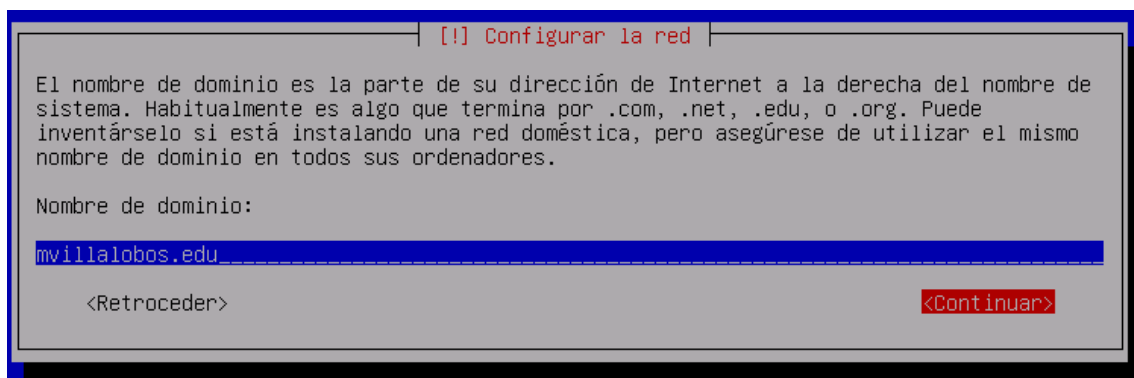 [!] Configurar la red
El nombre de dominio es la parte de su dirección de Internet a la derecha del nombre de
sistema. Habitualmente es algo que termina por .com, .net, .edu, o .org. Puede
inventárselo si está instalando una red doméstica, pero asegúrese de utilizar el mismo
nombre de dominio en todos sus ordenadores.
Nombre de dominio:
mvillalobos.edu
<Retroceder> <Continuar>